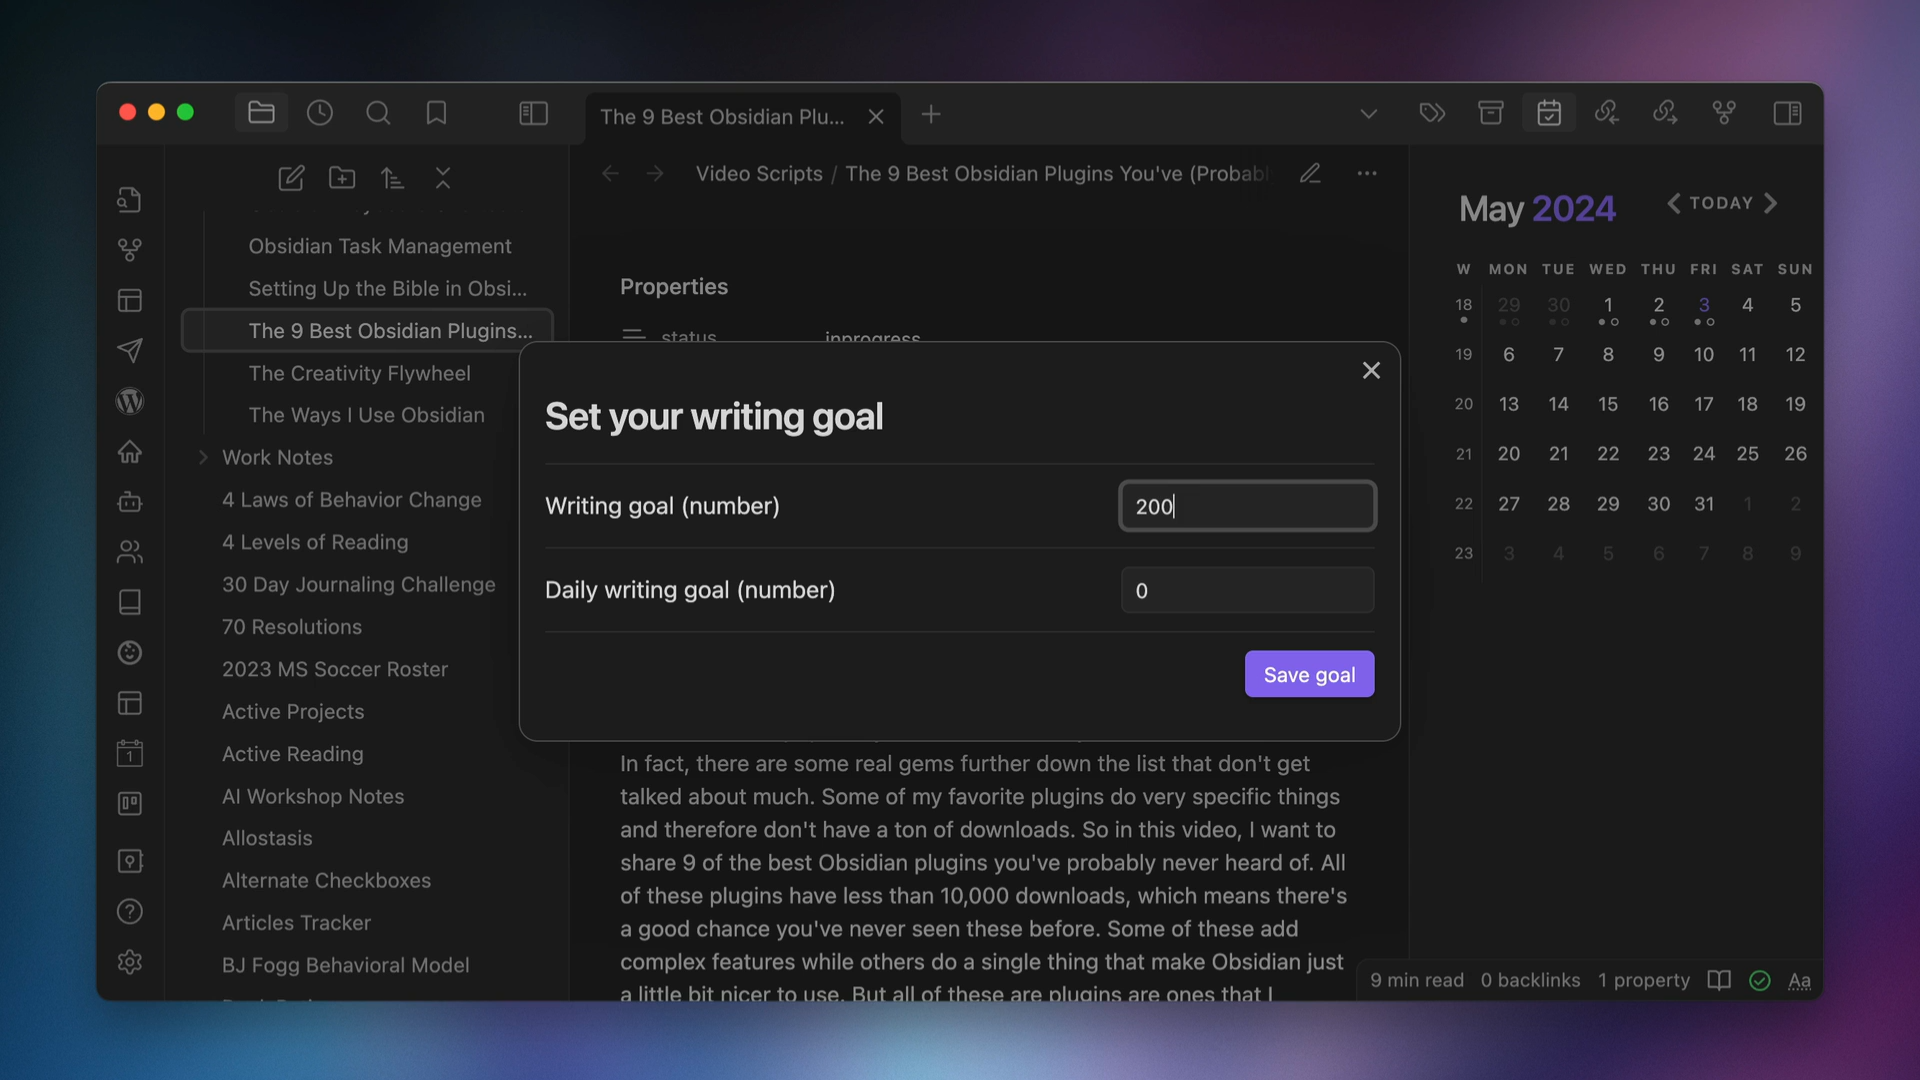 The 9 Best Obsidian Plu...
Video Scripts / The 9 Best Obsidian Plugins You've (Probabl
Obsidian Task Management
Setting Up the Bible in Obsi...
The 9 Best Obsidian Plugins...
The Creativity Flywheel
The Ways I Use Obsidian
Work Notes
4 Laws of Behavior Change
4 Levels of Reading
30 Day Journaling Challenge
70 Resolutions
2023 MS Soccer Roster
Active Projects
Active Reading
AI Workshop Notes
Allostasis
Alternate Checkboxes
Articles Tracker
BJ Fogg Behavioral Model
1
Properties
status inprogress
Set your writing goal
Writing goal (number) 200
Daily writing goal (number) 0
Save goal
In fact, there are some real gems further down the list that don't get
talked about much. Some of my favorite plugins do very specific things
and therefore don't have a ton of downloads. So in this video, I want to
share 9 of the best Obsidian plugins you've probably never heard of. All
of these plugins have less than 10,000 downloads, which means there's
a good chance you've never seen these before. Some of these add
complex features while others do a single thing that make Obsidian just
a little bit nicer to use. But all of these are plugins are ones that I
May 2024 TODAY
W MON TUE WED THU FRI SAT SUN
18 29 30 1 2 3 4 5
19 6 7 8 9 10 11 12
20 13 14 15 16 17 18 19
21 20 21 22 23 24 25 26
22 27 28 29 30 31 1 2
23 3 4 5 6 7 8 9
9 min read 0 backlinks 1 property Aa